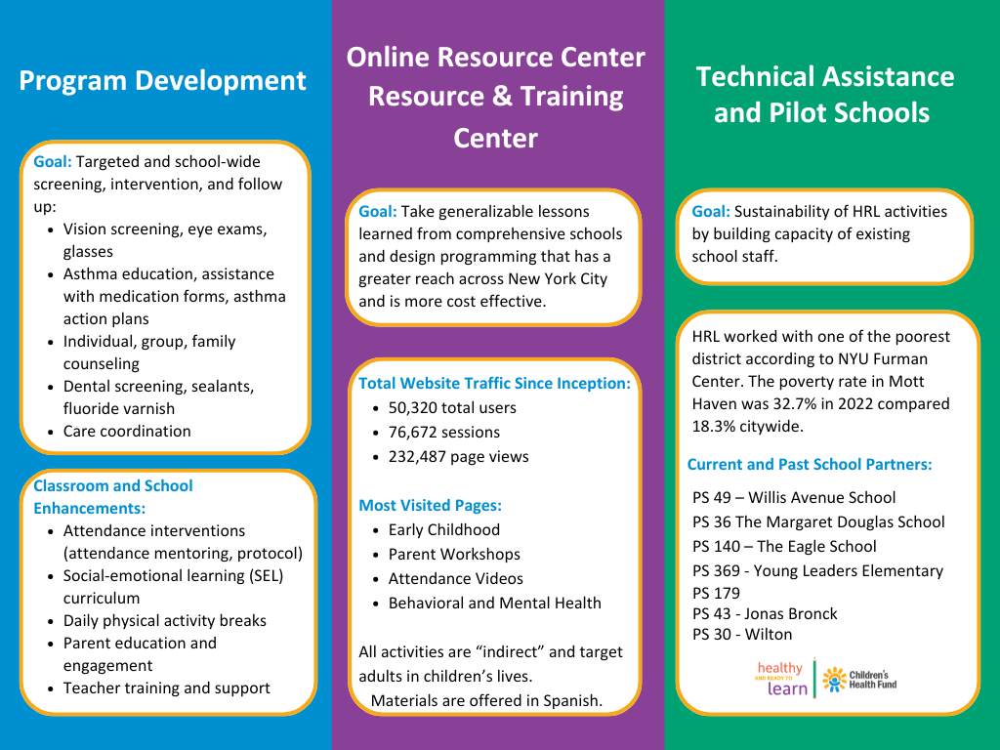 Program Development
Goal: Targeted and school-wide
screening, intervention, and follow
up:
• Vision screening, eye exams,
glasses
• Asthma education, assistance
with medication forms, asthma
action plans
• Individual, group, family
counseling
• Dental screening, sealants,
fluoride varnish
• Care coordination
Classroom and School
Enhancements:
• Attendance interventions
(attendance mentoring, protocol)
• Social-emotional learning (SEL)
curriculum
• Daily physical activity breaks
• Parent education and
engagement
• Teacher training and support
Online Resource Center
Resource & Training
Center
Goal: Take generalizable lessons
learned from comprehensive schools
and design programming that has a
greater reach across New York City
and is more cost effective.
Total Website Traffic Since Inception:
• 50,320 total users
• 76,672 sessions
• 232,487 page views
Most Visited Pages:
• Early Childhood
• Parent Workshops
• Attendance Videos
• Behavioral and Mental Health
All activities are “indirect” and target
adults in children’s lives.
Materials are offered in Spanish.
Technical Assistance
and Pilot Schools
Goal: Sustainability of HRL activities
by building capacity of existing
school staff.
HRL worked with one of the poorest
district according to NYU Furman
Center. The poverty rate in Mott
Haven was 32.7% in 2022 compared
18.3% citywide.
Current and Past School Partners:
PS 49 – Willis Avenue School
PS 36 The Margaret Douglas School
PS 140 – The Eagle School
PS 369 - Young Leaders Elementary
PS 179
PS 43 - Jonas Bronck
PS 30 - Wilton
healthy
AND READY TO
learn
Children's
Health Fund